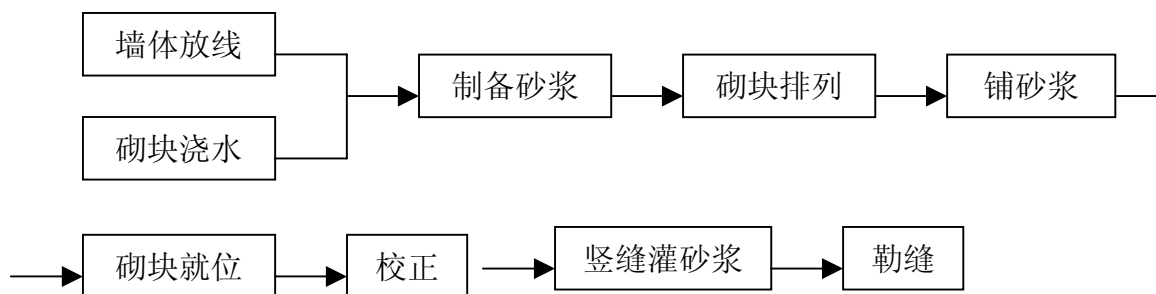 墙体放线
制备砂浆
砌块排列
铺砂浆
砌块浇水
砌块就位
校正
竖缝灌砂浆
勒缝